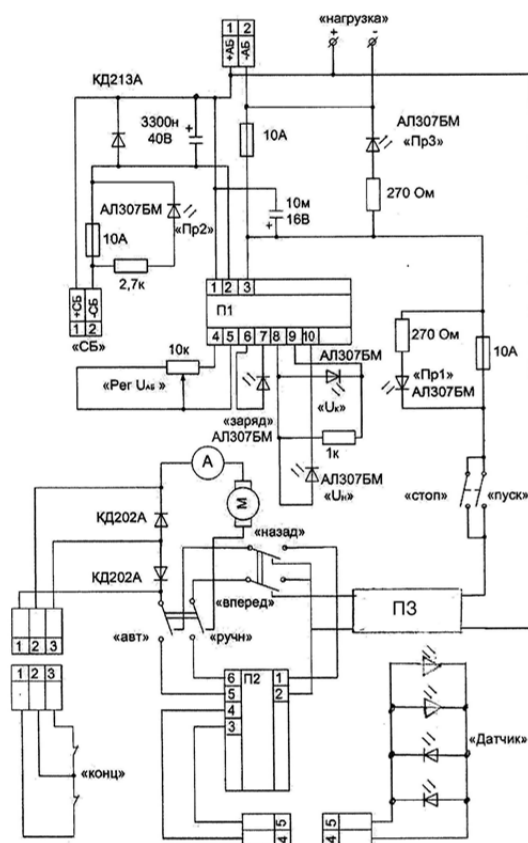 1 2
+АБ -АБ
«нагрузка»
+ -
КД213А
3300н
40В
+
10А
АЛ307БМ
«Пр3»
270 Ом
АЛ307БМ
«Пр2»
10А
2,7к
10м
16В
+
+СБ -СБ
1 2
«СБ»
1 2 3
П1
4 5 6 7 8 9 10
10к
«Рег UАБ»
«заряд»
АЛ307БМ
АЛ307БМ
«Uк»
1к
АЛ307БМ
«Uн»
270 Ом
10А
«Пр1»
АЛ307БМ
«стоп»
«пуск»
А
М
КД202А
КД202А
«назад»
«вперед»
«авт»
«ручн»
ПЗ
1 2 3
1 2 3
«конц»
П2
6 1
5 2
4
3
«Датчик»
5
4
5
4